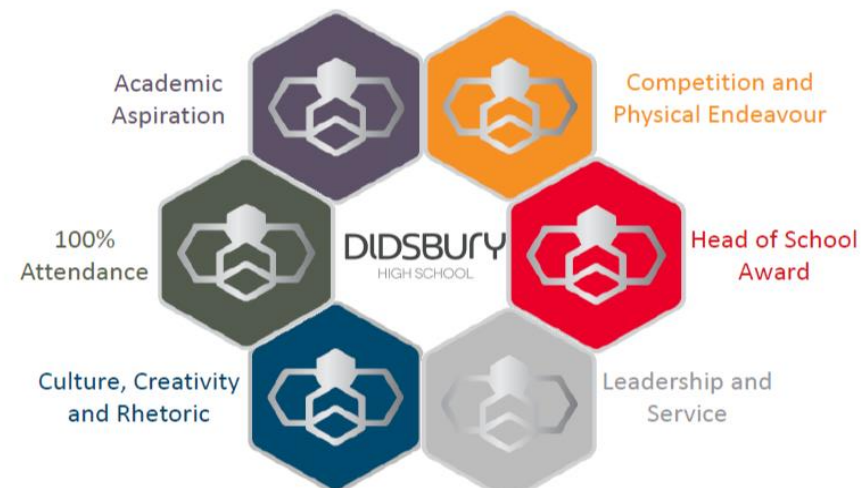 Academic
Aspiration
Competition and
Physical Endeavour
100%
Attendance
DIDSBURY
HIGH SCHOOL
Head of School
Award
Culture, Creativity
and Rhetoric
Leadership and
Service